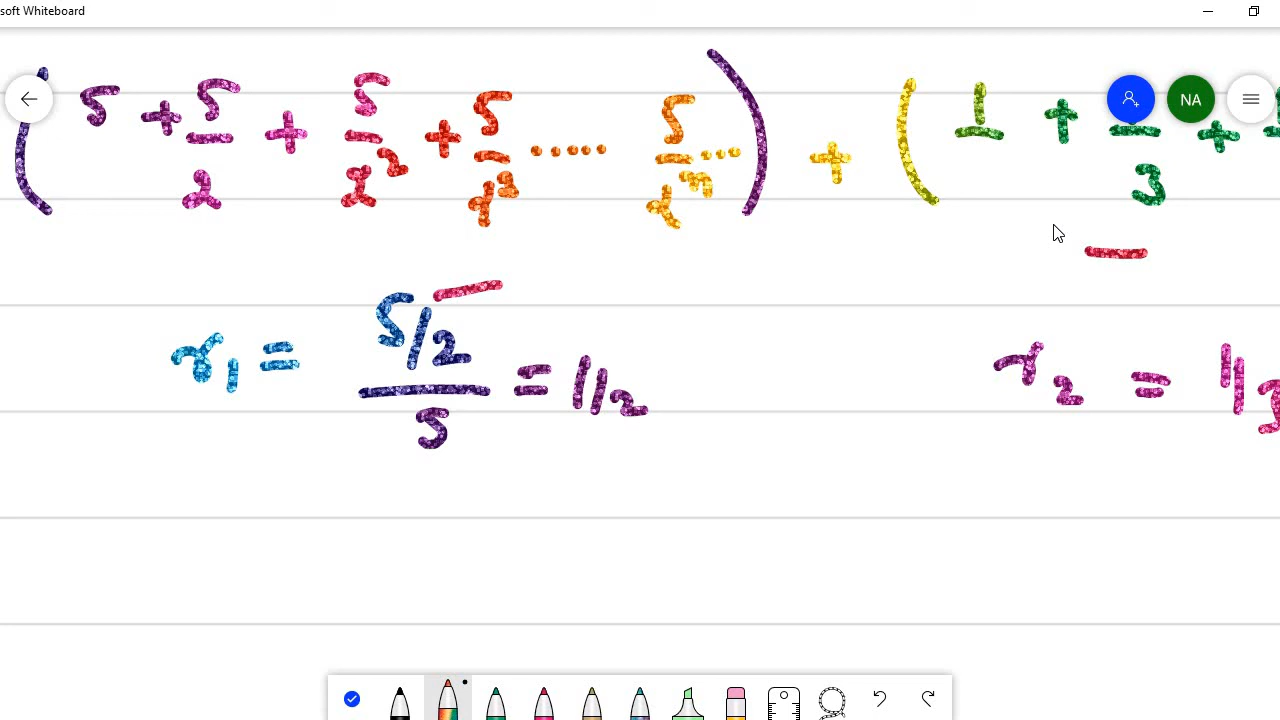 soft Whiteboard
NA
( 5 + 5/2 + 5/2² + 5/2³ ..... 5/2ⁿ ... ) + ( 1 + /3 +
r₁ = 5/2 / 5 = 1/2
r₂ = 1/3